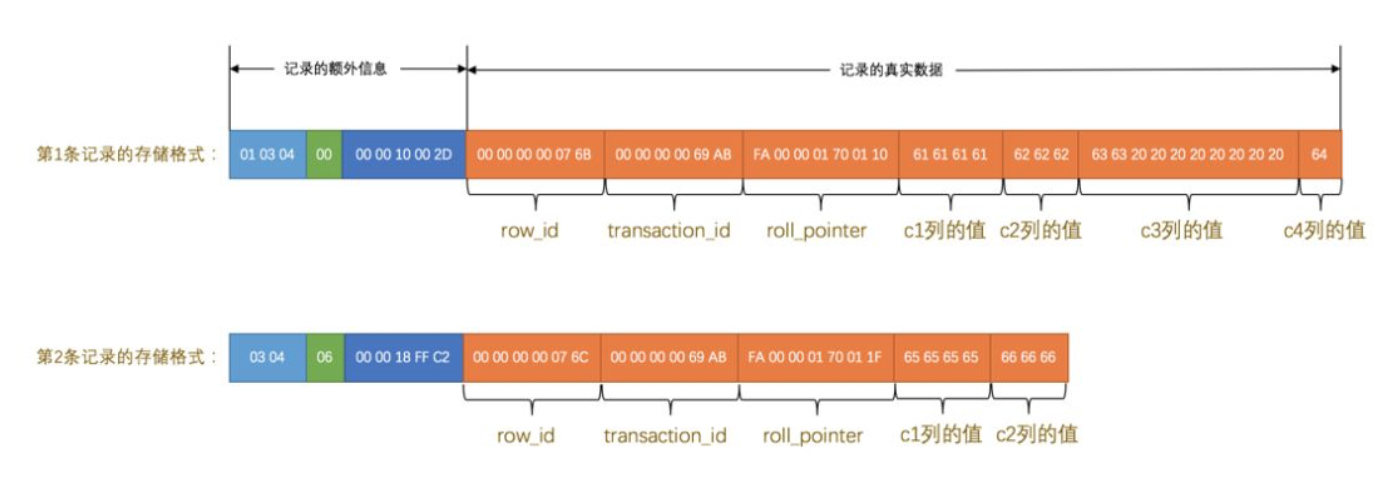 记录的额外信息 记录的真实数据
第1条记录的存储格式： 01 03 04 00 00 00 10 00 2D 00 00 00 00 07 6B 00 00 00 00 69 AB FA 00 00 01 70 01 10 61 61 61 61 62 62 62 63 63 20 20 20 20 20 20 20 20 64
row_id transaction_id roll_pointer c1列的值 c2列的值 c3列的值 c4列的值
第2条记录的存储格式： 03 04 06 00 00 18 FF C2 00 00 00 00 07 6C 00 00 00 00 69 AB FA 00 00 01 70 01 1F 65 65 65 65 66 66 66
row_id transaction_id roll_pointer c1列的值 c2列的值